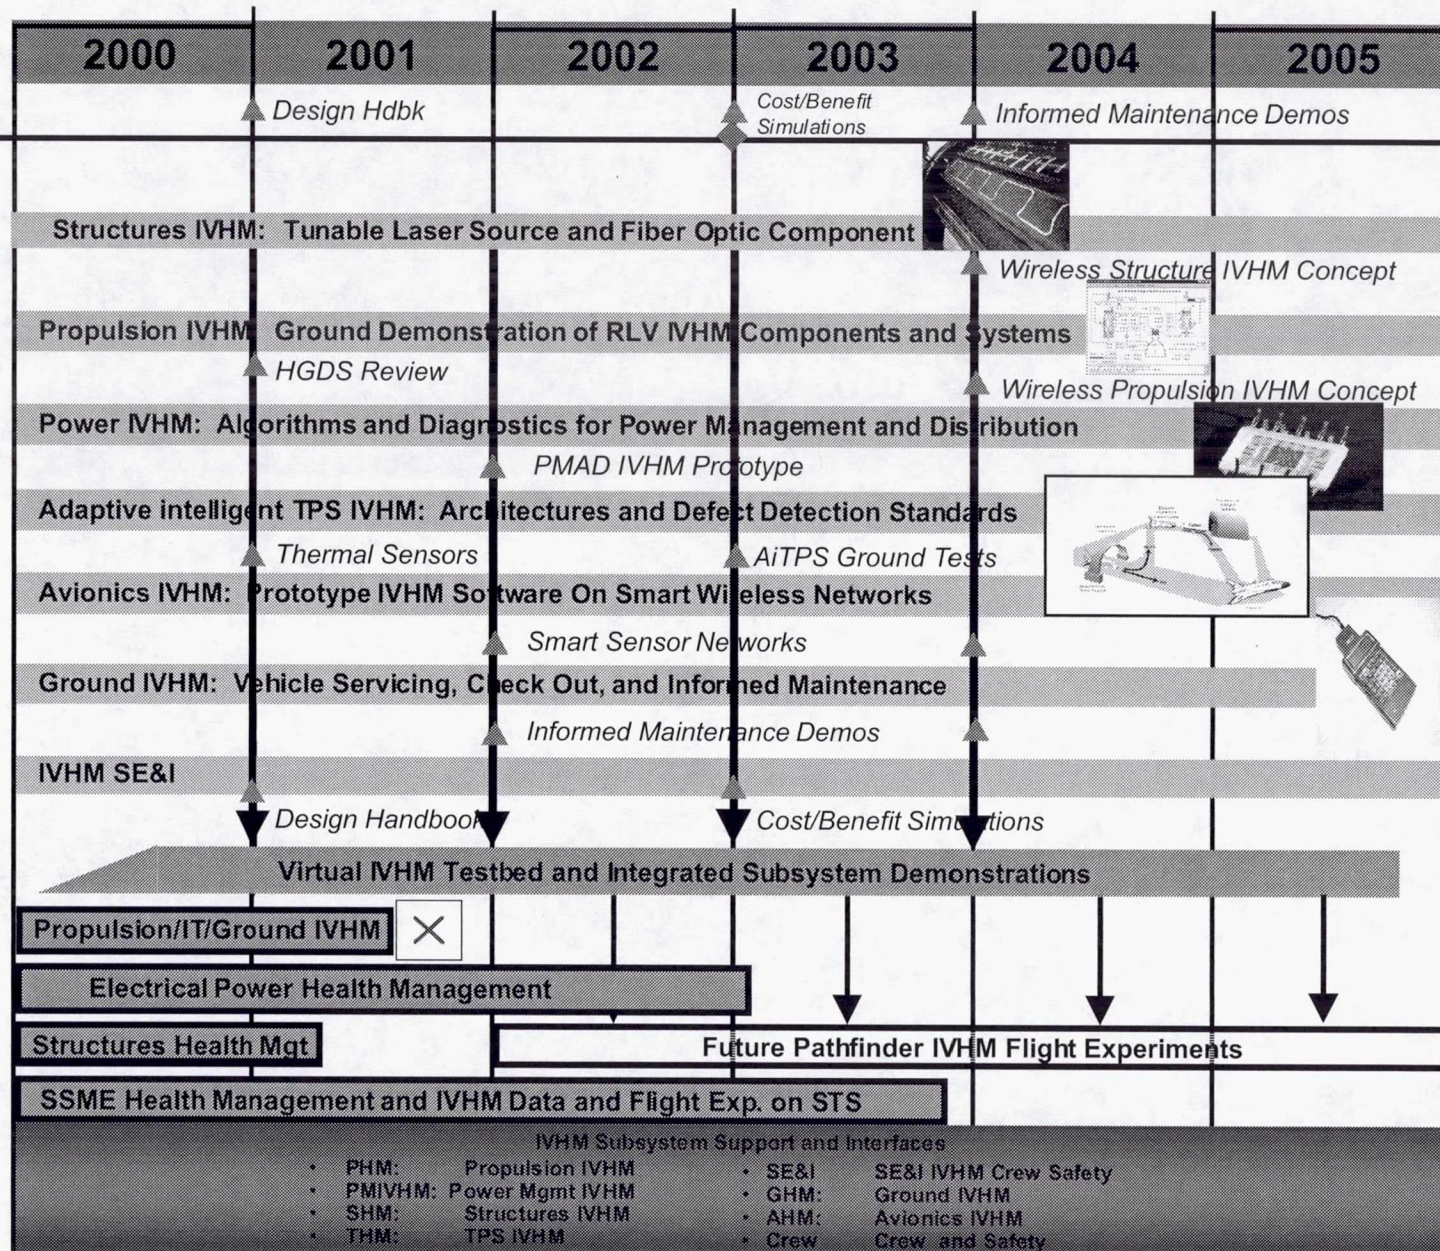 2000 2001 2002 2003 2004 2005
Design Hdbk
Cost/Benefit
Simulations
Informed Maintenance Demos
Structures IVHM: Tunable Laser Source and Fiber Optic Component
Wireless Structure IVHM Concept
Propulsion IVHM Ground Demonstration of RLV IVHM Components and Systems
HGDS Review
Wireless Propulsion IVHM Concept
Power IVHM: Algorithms and Diagnostics for Power Management and Distribution
PMAD IVHM Prototype
Adaptive intelligent TPS IVHM: Architectures and Defect Detection Standards
Thermal Sensors
AiTPS Ground Tests
Avionics IVHM: Prototype IVHM Software On Smart Wireless Networks
Smart Sensor Networks
Ground IVHM: Vehicle Servicing, Check Out, and Informed Maintenance
Informed Maintenance Demos
IVHM SE&I
Design Handbook
Cost/Benefit Simulations
Virtual IVHM Testbed and Integrated Subsystem Demonstrations
Propulsion/IT/Ground IVHM
Electrical Power Health Management
Structures Health Mgt
Future Pathfinder IVHM Flight Experiments
SSME Health Management and IVHM Data and Flight Exp. on STS
IVHM Subsystem Support and Interfaces
• PHM: Propulsion IVHM
• PMIVHM: Power Mgmt IVHM
• SHM: Structures IVHM
• THM: TPS IVHM
• SE&I SE&I IVHM Crew Safety
• GHM: Ground IVHM
• AHM: Avionics IVHM
• Crew Crew and Safety